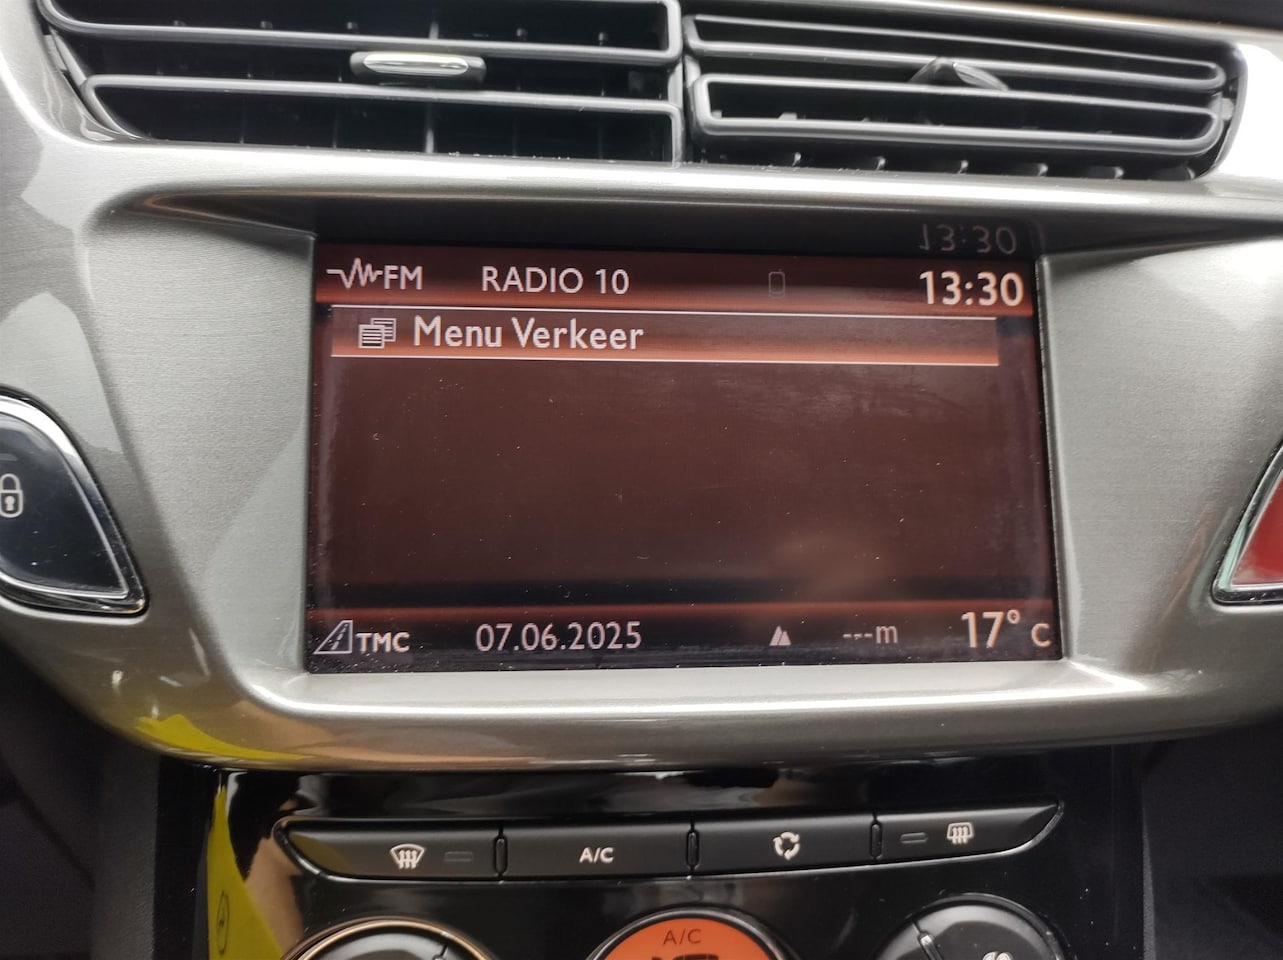 13:30
FM RADIO 10 13:30
Menu Verkeer
TMC 07.06.2025 ---m 17° C
A/C
A/C